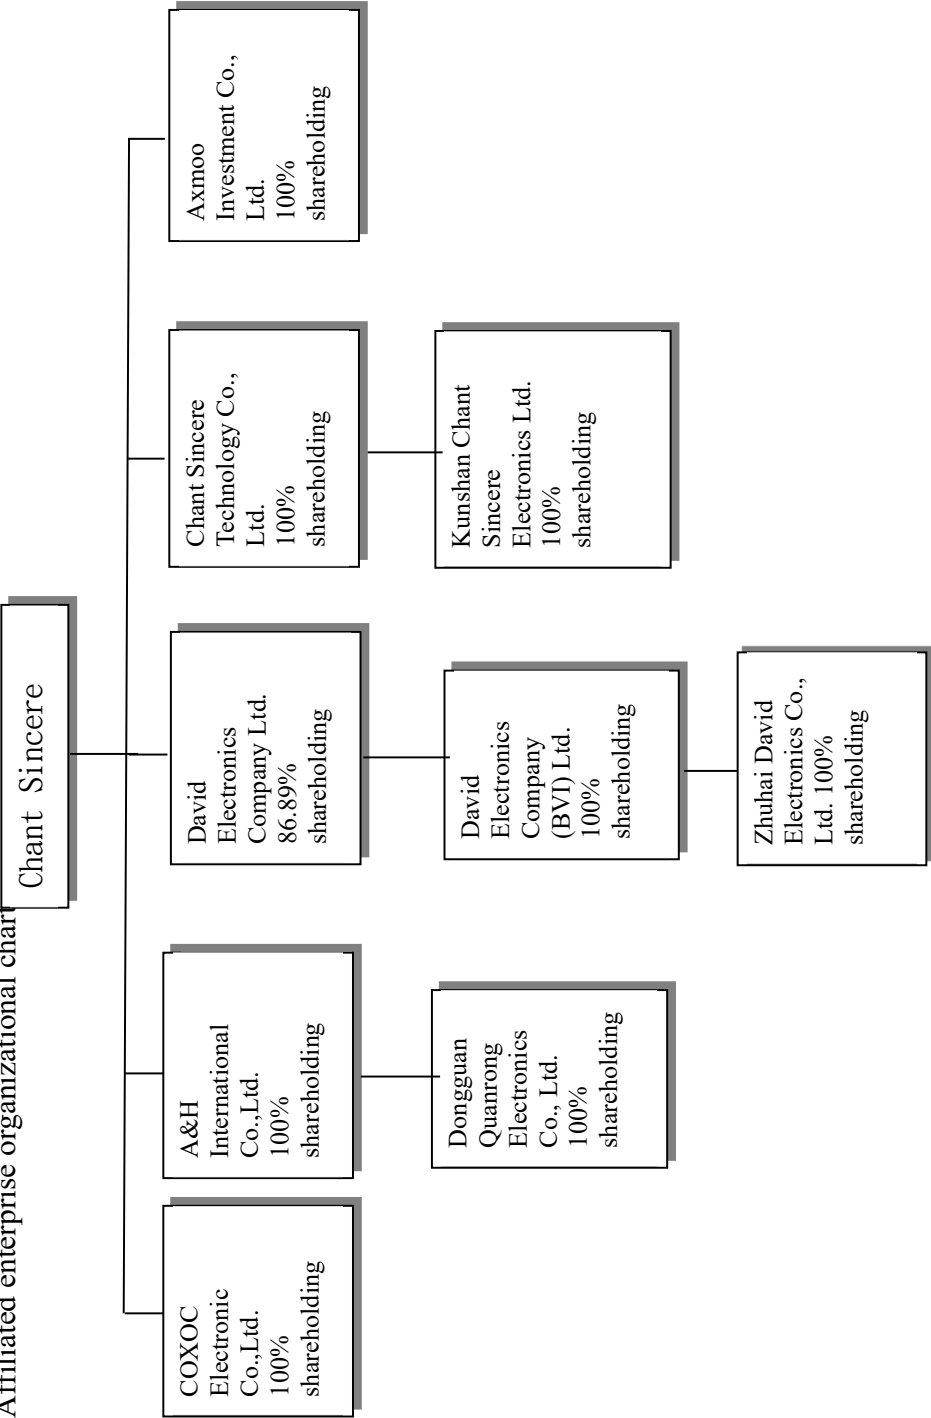 Affiliated enterprise organizational chart
Chant Sincere
COXOC
Electronic
Co.,Ltd.
100%
shareholding
A&H
International
Co.,Ltd.
100%
shareholding
David
Electronics
Company Ltd.
86.89%
shareholding
Chant Sincere
Technology Co.,
Ltd.
100%
shareholding
Axmoo
Investment Co.,
Ltd.
100%
shareholding
Dongguan
Quanrong
Electronics
Co., Ltd.
100%
shareholding
David
Electronics
Company
(BVI) Ltd.
100%
shareholding
Kunshan Chant
Sincere
Electronics Ltd.
100%
shareholding
Zhuhai David
Electronics Co.,
Ltd. 100%
shareholding